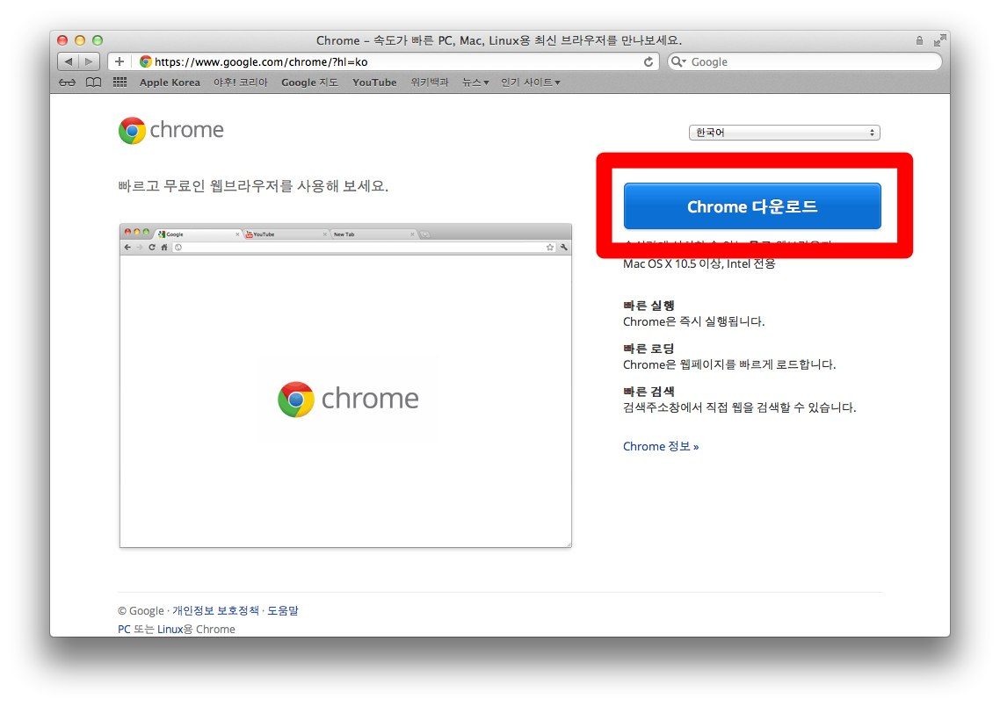 Chrome – 속도가 빠른 PC, Mac, Linux용 최신 브라우저를 만나보세요.
https://www.google.com/chrome/?hl=ko
Google
Apple Korea 야후! 코리아 Google 지도 YouTube 위키백과 뉴스▼ 인기 사이트▼
chrome
한국어
빠르고 무료인 웹브라우저를 사용해 보세요.
Chrome 다운로드
Google
YouTube
New Tab
chrome
Mac OS X 10.5 이상, Intel 전용
빠른 실행
Chrome은 즉시 실행됩니다.
빠른 로딩
Chrome은 웹페이지를 빠르게 로드합니다.
빠른 검색
검색주소창에서 직접 웹을 검색할 수 있습니다.
Chrome 정보 »
© Google · 개인정보 보호정책 · 도움말
PC 또는 Linux용 Chrome